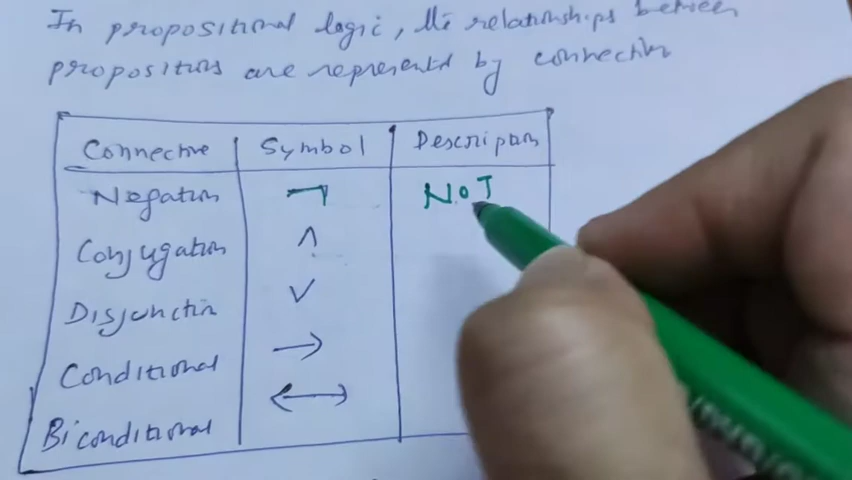 In propositional logic, the relationships between
propositions are represented by connective
Connective Symbol Description
Negation ¬ NOT
Conjugation ∧
Disjunction ∨
Conditional →
Biconditional ↔